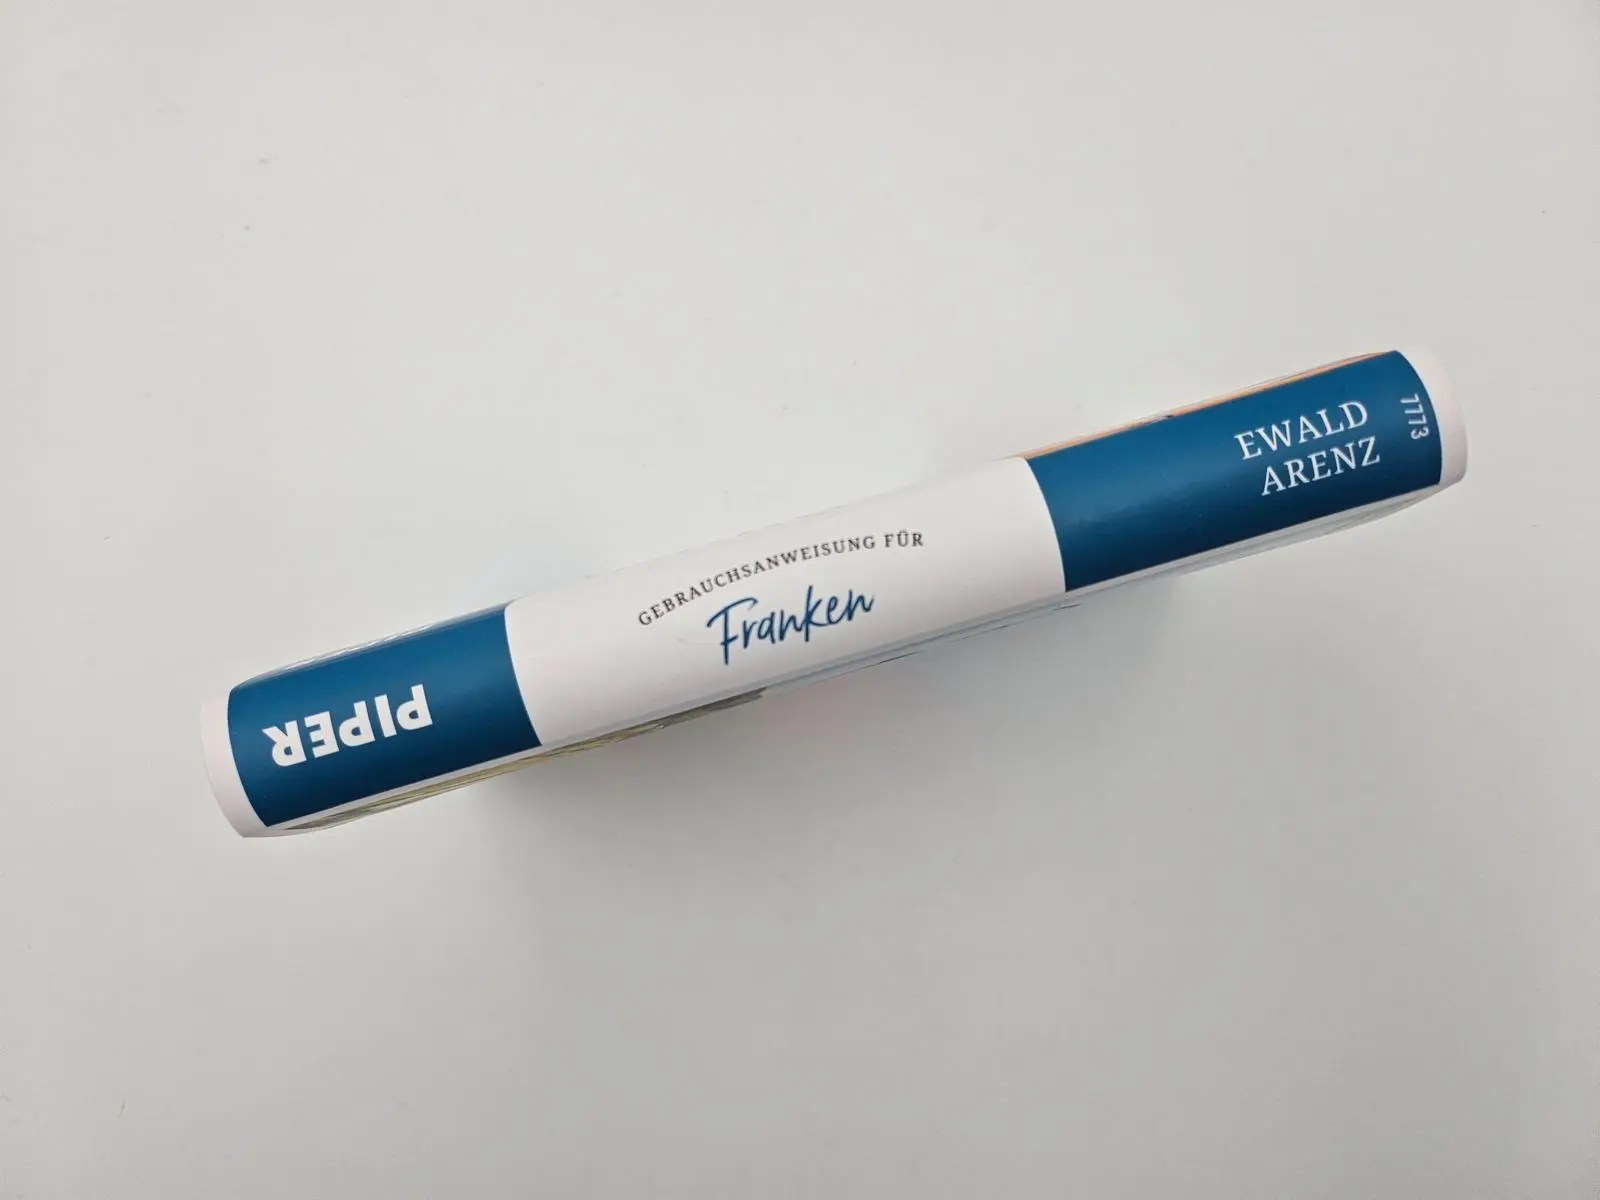 EWALD
ARENZ
7773
GEBRAUCHSANWEISUNG FÜR
Franken
PIPER